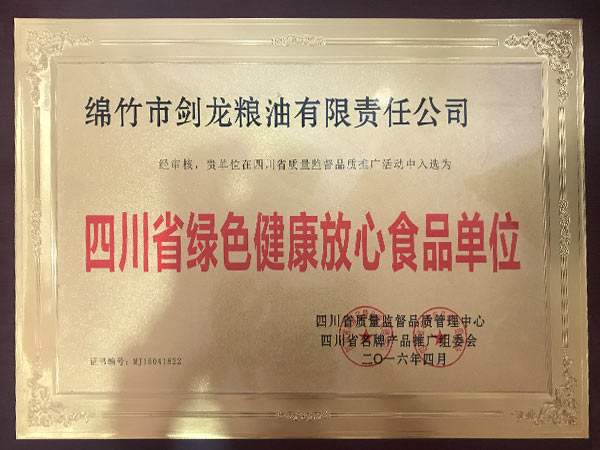 绵竹市剑龙粮油有限责任公司
经审核，贵单位在四川省质量监督品质推广活动中入选为
四川省绿色健康放心食品单位
四川省质量监督品质管理中心
四川省名牌产品推广组委会
证书编号：MJ16041822
二〇一六年四月